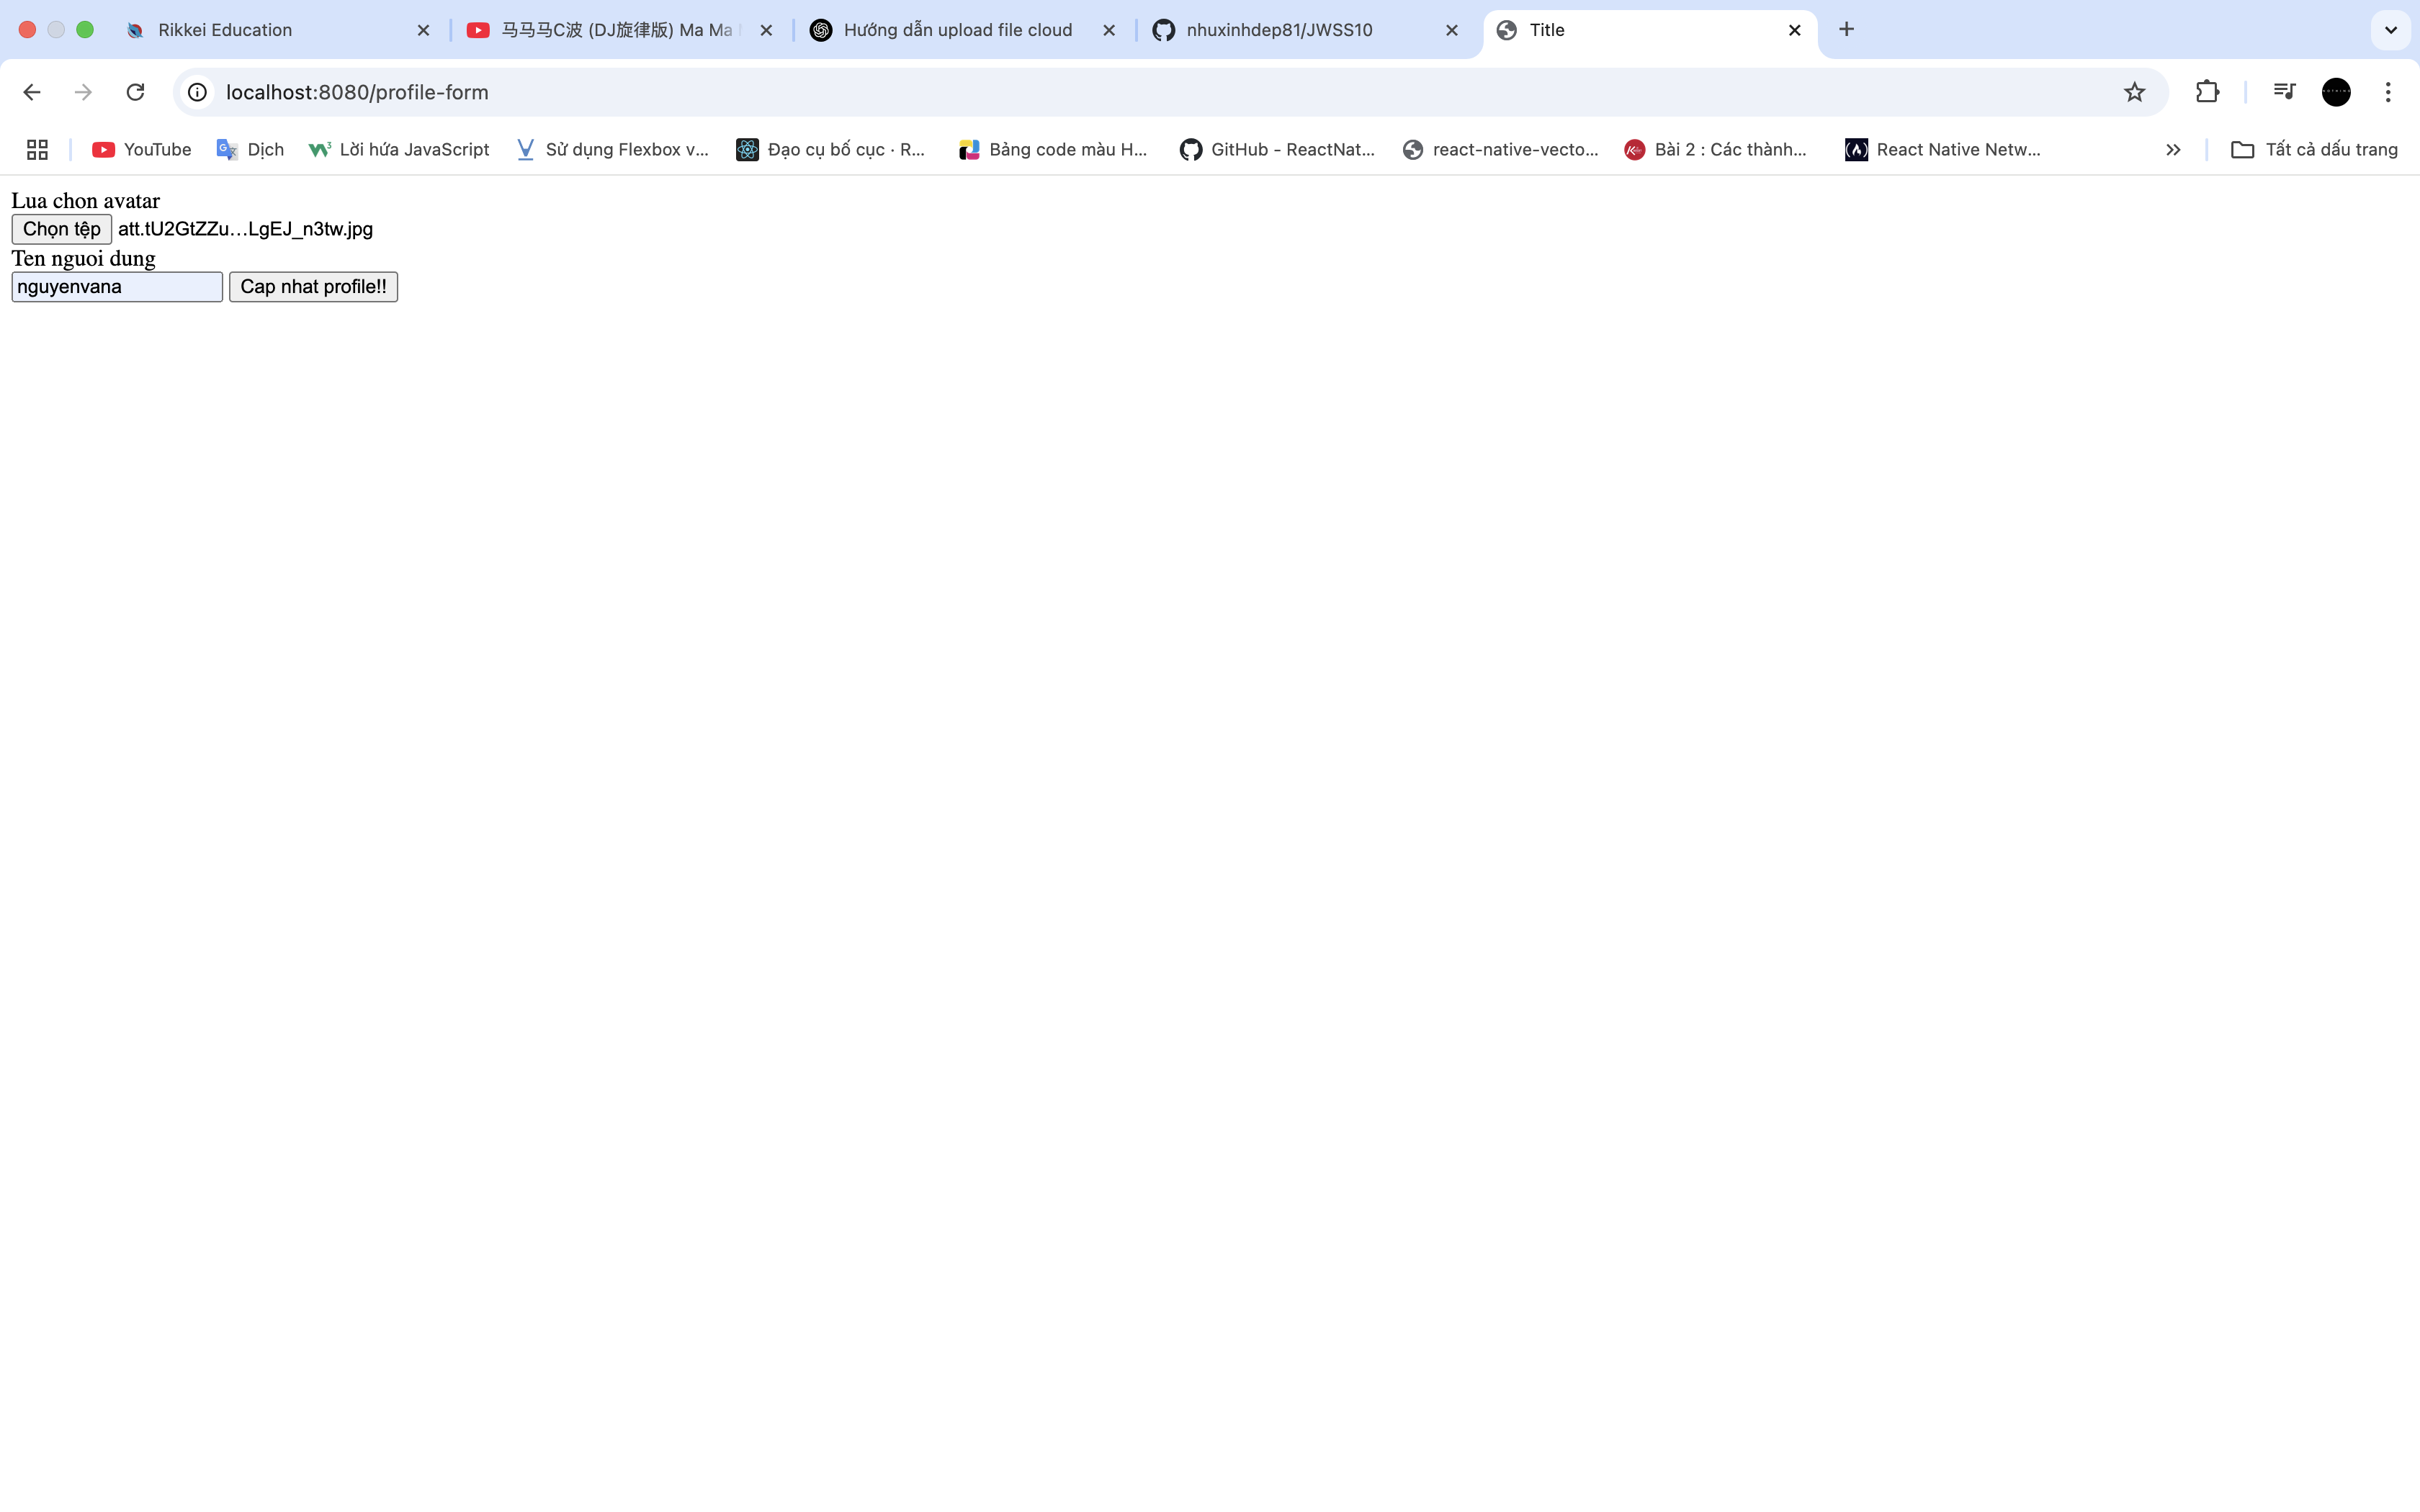 Rikkei Education
马马马C波 (DJ旋律版) Ma Ma
Hướng dẫn upload file cloud
nhuxinhdep81/JWSS10
Title
localhost:8080/profile-form
YouTube
Dịch
Lời hứa JavaScript
Sử dụng Flexbox v...
Đạo cụ bố cục · R...
Bảng code màu H...
GitHub - ReactNat...
react-native-vecto...
Bài 2 : Các thành...
React Native Netw...
Tất cả dấu trang
Lua chon avatar
Chọn tệp att.tU2GtZZu...LgEJ_n3tw.jpg
Ten nguoi dung
nguyenvana Cap nhat profile!!